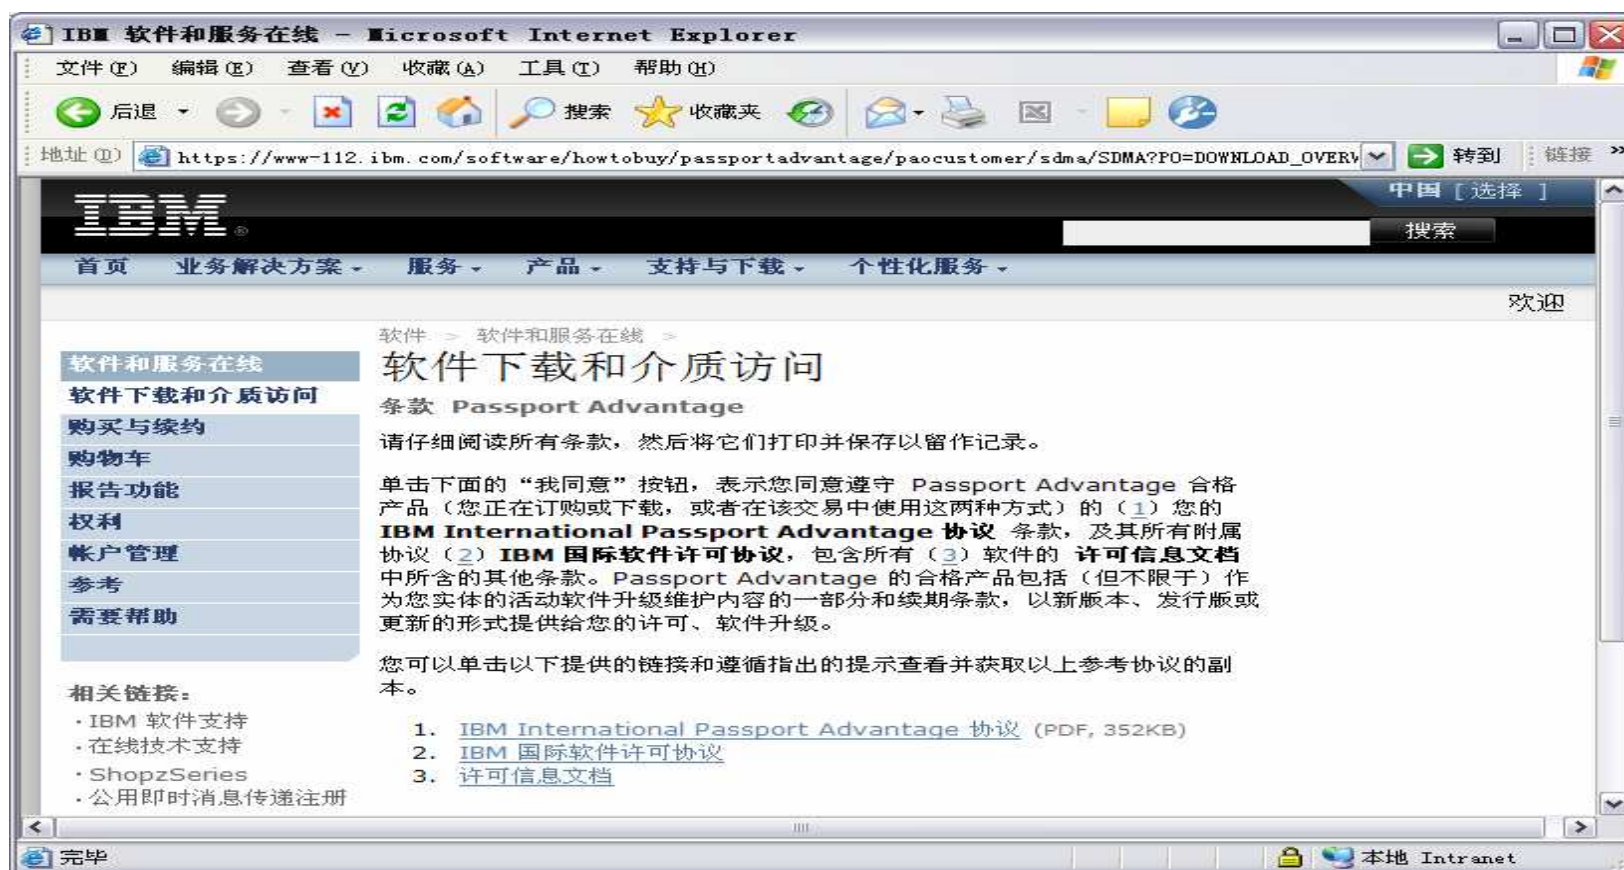 IBM 软件和服务在线 - Microsoft Internet Explorer
文件(F) 编辑(E) 查看(V) 收藏(A) 工具(T) 帮助(H)
后退 搜索 收藏夹
地址(D) https://www-112.ibm.com/software/howtobuy/passportadvantage/paocustomer/sdma/SDMA?PO=DOWNLOAD_OVERV 转到 链接 »
中国 [ 选择 ]
IBM®
搜索
首页 业务解决方案 服务 产品 支持与下载 个性化服务
欢迎
软件 > 软件和服务在线 >
软件下载和介质访问
条款 Passport Advantage
请仔细阅读所有条款，然后将它们打印并保存以留作记录。
单击下面的“我同意”按钮，表示您同意遵守 Passport Advantage 合格
产品（您正在订购或下载，或者在该交易中使用这两种方式）的（1）您的
IBM International Passport Advantage 协议 条款，及其所有附属
协议（2）IBM 国际软件许可协议，包含所有（3）软件的 许可信息文档
中所含的其他条款。Passport Advantage 的合格产品包括（但不限于）作
为您实体的活动软件升级维护内容的一部分和续期条款，以新版本、发行版或
更新的形式提供给您的许可、软件升级。
您可以单击以下提供的链接和遵循指出的提示查看并获取以上参考协议的副
本。
1. IBM International Passport Advantage 协议 (PDF, 352KB)
2. IBM 国际软件许可协议
3. 许可信息文档
软件和服务在线
软件下载和介质访问
购买与续约
购物车
报告功能
权利
帐户管理
参考
需要帮助
相关链接：
· IBM 软件支持
· 在线技术支持
· ShopzSeries
· 公用即时消息传递注册
完毕
本地 Intranet